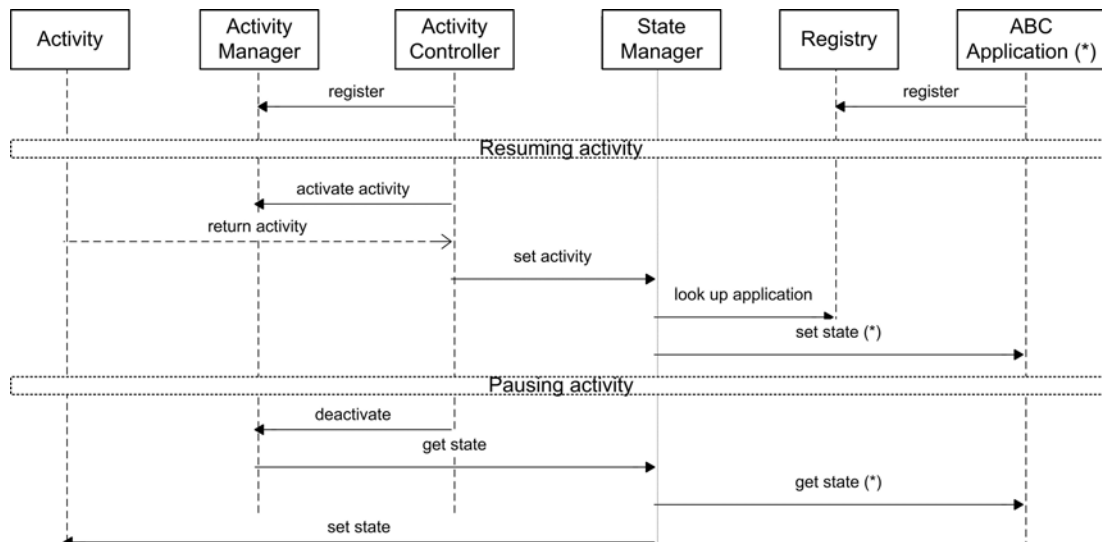 Activity
Activity
Manager
Activity
Controller
State
Manager
Registry
ABC
Application (*)
register
register
Resuming activity
activate activity
return activity
set activity
look up application
set state (*)
Pausing activity
deactivate
get state
get state (*)
set state